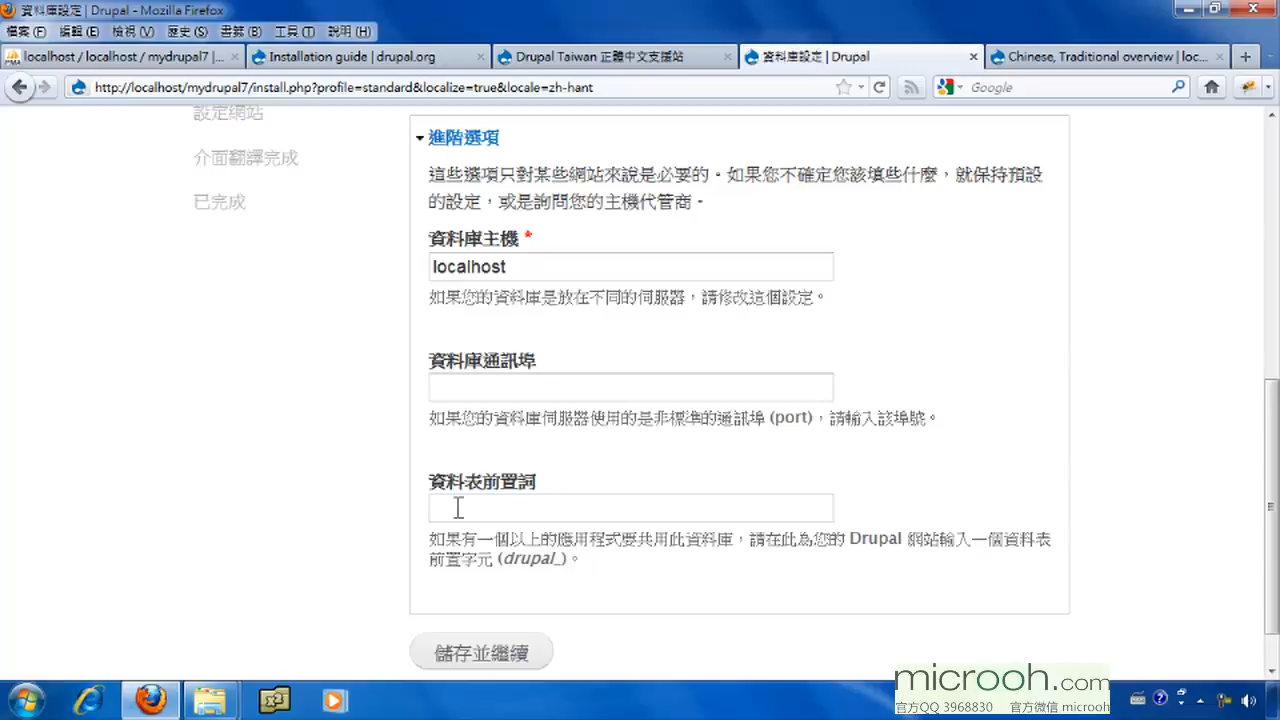 資料庫設定 | Drupal - Mozilla Firefox
檔案(F) 編輯(E) 檢視(V) 歷史(S) 書籤(B) 工具(T) 說明(H)
localhost / localhost / mydrupal7 |...
Installation guide | drupal.org
Drupal Taiwan 正體中文支援站
資料庫設定 | Drupal
Chinese, Traditional overview | loc...
http://localhost/mydrupal7/install.php?profile=standard&localize=true&locale=zh-hant
Google
設定網站
介面翻譯完成
已完成
進階選項
這些選項只對某些網站來說是必要的。如果您不確定您該填些什麼，就保持預設
的設定，或是詢問您的主機代管商。
資料庫主機 *
localhost
如果您的資料庫是放在不同的伺服器，請修改這個設定。
資料庫通訊埠
如果您的資料庫伺服器使用的是非標準的通訊埠 (port)，請輸入該埠號。
資料表前置詞
如果有一個以上的應用程式要共用此資料庫，請在此為您的 Drupal 網站輸入一個資料表
前置字元 (drupal_)。
儲存並繼續
microoh.com
官方QQ 3968830 官方微信 microoh